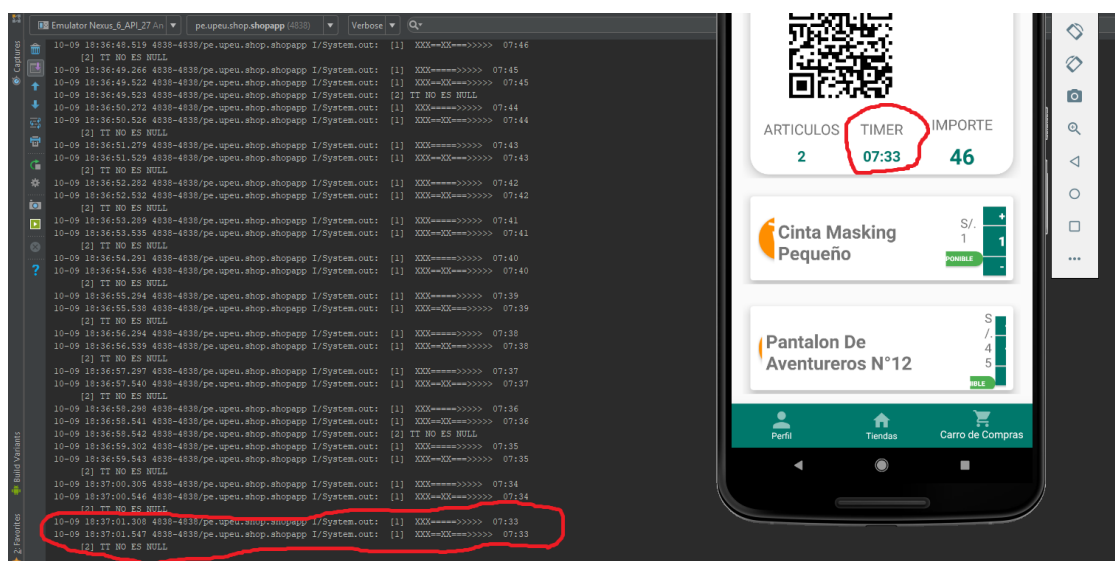 Emulator Nexus_6_API_27 An
pe.upeu.shop.shopapp (4838)
Verbose
10-09 18:36:48.519 4838-4838/pe.upeu.shop.shopapp I/System.out: [1] XXX==XX===>>>>> 07:46
[2] TT NO ES NULL
10-09 18:36:49.266 4838-4838/pe.upeu.shop.shopapp I/System.out: [1] XXX=====>>>>> 07:45
10-09 18:36:49.522 4838-4838/pe.upeu.shop.shopapp I/System.out: [1] XXX==XX===>>>>> 07:45
10-09 18:36:49.523 4838-4838/pe.upeu.shop.shopapp I/System.out: [2] TT NO ES NULL
10-09 18:36:50.272 4838-4838/pe.upeu.shop.shopapp I/System.out: [1] XXX=====>>>>> 07:44
10-09 18:36:50.526 4838-4838/pe.upeu.shop.shopapp I/System.out: [1] XXX==XX===>>>>> 07:44
[2] TT NO ES NULL
10-09 18:36:51.279 4838-4838/pe.upeu.shop.shopapp I/System.out: [1] XXX=====>>>>> 07:43
10-09 18:36:51.529 4838-4838/pe.upeu.shop.shopapp I/System.out: [1] XXX==XX===>>>>> 07:43
[2] TT NO ES NULL
10-09 18:36:52.282 4838-4838/pe.upeu.shop.shopapp I/System.out: [1] XXX=====>>>>> 07:42
10-09 18:36:52.532 4838-4838/pe.upeu.shop.shopapp I/System.out: [1] XXX==XX===>>>>> 07:42
[2] TT NO ES NULL
10-09 18:36:53.289 4838-4838/pe.upeu.shop.shopapp I/System.out: [1] XXX=====>>>>> 07:41
10-09 18:36:53.535 4838-4838/pe.upeu.shop.shopapp I/System.out: [1] XXX==XX===>>>>> 07:41
[2] TT NO ES NULL
10-09 18:36:54.291 4838-4838/pe.upeu.shop.shopapp I/System.out: [1] XXX=====>>>>> 07:40
10-09 18:36:54.536 4838-4838/pe.upeu.shop.shopapp I/System.out: [1] XXX==XX===>>>>> 07:40
[2] TT NO ES NULL
10-09 18:36:55.294 4838-4838/pe.upeu.shop.shopapp I/System.out: [1] XXX=====>>>>> 07:39
10-09 18:36:55.538 4838-4838/pe.upeu.shop.shopapp I/System.out: [1] XXX==XX===>>>>> 07:39
[2] TT NO ES NULL
10-09 18:36:56.294 4838-4838/pe.upeu.shop.shopapp I/System.out: [1] XXX=====>>>>> 07:38
10-09 18:36:56.539 4838-4838/pe.upeu.shop.shopapp I/System.out: [1] XXX==XX===>>>>> 07:38
[2] TT NO ES NULL
10-09 18:36:57.297 4838-4838/pe.upeu.shop.shopapp I/System.out: [1] XXX=====>>>>> 07:37
10-09 18:36:57.540 4838-4838/pe.upeu.shop.shopapp I/System.out: [1] XXX==XX===>>>>> 07:37
[2] TT NO ES NULL
10-09 18:36:58.298 4838-4838/pe.upeu.shop.shopapp I/System.out: [1] XXX=====>>>>> 07:36
10-09 18:36:58.541 4838-4838/pe.upeu.shop.shopapp I/System.out: [1] XXX==XX===>>>>> 07:36
10-09 18:36:58.542 4838-4838/pe.upeu.shop.shopapp I/System.out: [2] TT NO ES NULL
10-09 18:36:59.302 4838-4838/pe.upeu.shop.shopapp I/System.out: [1] XXX=====>>>>> 07:35
10-09 18:36:59.543 4838-4838/pe.upeu.shop.shopapp I/System.out: [1] XXX==XX===>>>>> 07:35
[2] TT NO ES NULL
10-09 18:37:00.305 4838-4838/pe.upeu.shop.shopapp I/System.out: [1] XXX=====>>>>> 07:34
10-09 18:37:00.546 4838-4838/pe.upeu.shop.shopapp I/System.out: [1] XXX==XX===>>>>> 07:34
[2] TT NO ES NULL
10-09 18:37:01.308 4838-4838/pe.upeu.shop.shopapp I/System.out: [1] XXX=====>>>>> 07:33
10-09 18:37:01.547 4838-4838/pe.upeu.shop.shopapp I/System.out: [1] XXX==XX===>>>>> 07:33
[2] TT NO ES NULL
Captures
Build Variants
2: Favorites
ARTICULOS TIMER IMPORTE
2 07:33 46
Cinta Masking
Pequeño
S/.
1
+
1
-
PONIBLE
Pantalon De
Aventureros N°12
S
/.
4
5
IBLE
Perfil Tiendas Carro de Compras